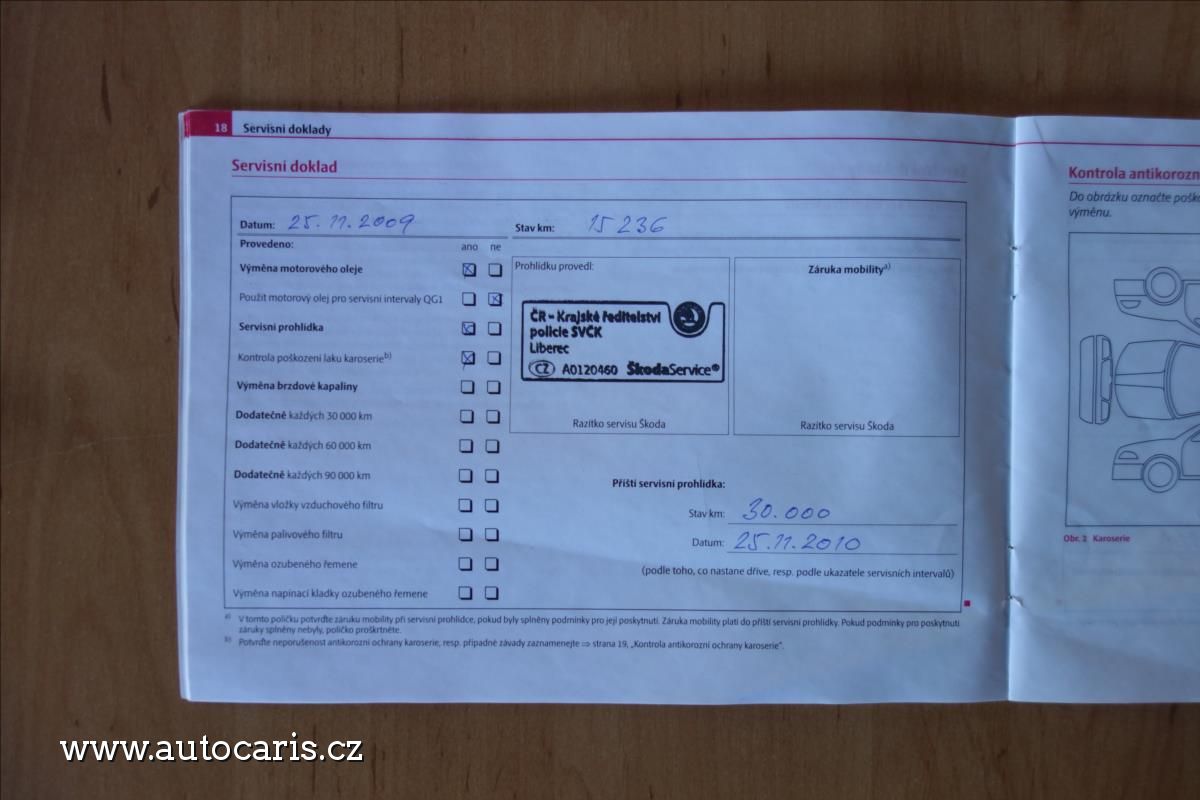 18 Servisní doklady
Servisní doklad
Datum: 25.11.2009
Stav km: 15 236
Provedeno:
ano ne
Výměna motorového oleje
Použit motorový olej pro servisní intervaly QG1
Servisní prohlídka
Kontrola poškození laku karoserie b)
Výměna brzdové kapaliny
Dodatečně každých 30 000 km
Dodatečně každých 60 000 km
Dodatečně každých 90 000 km
Výměna vložky vzduchového filtru
Výměna palivového filtru
Výměna ozubeného řemene
Výměna napínací kladky ozubeného řemene
Prohlídku provedl:
ČR - Krajské ředitelství
policie SVČK
Liberec
CZ A0120460 ŠkodaService®
Razítko servisu Škoda
Záruka mobility a)
Razítko servisu Škoda
Příští servisní prohlídka:
Stav km: 30.000
Datum: 25.11.2010
(podle toho, co nastane dříve, resp. podle ukazatele servisních intervalů)
a) V tomto políčku potvrďte záruku mobility při servisní prohlídce, pokud byly splněny podmínky pro její poskytnutí. Záruka mobility platí do příští servisní prohlídky. Pokud podmínky pro poskytnutí
záruky splněny nebyly, políčko proškrtněte.
b) Potvrďte neporušenost antikorozní ochrany karoserie, resp. případné závady zaznamenejte ⇒ strana 19, „Kontrola antikorozní ochrany karoserie“.
Kontrola antikorozn
Do obrázku označte poško
výměnu.
Obr. 2 Karoserie
www.autocaris.cz